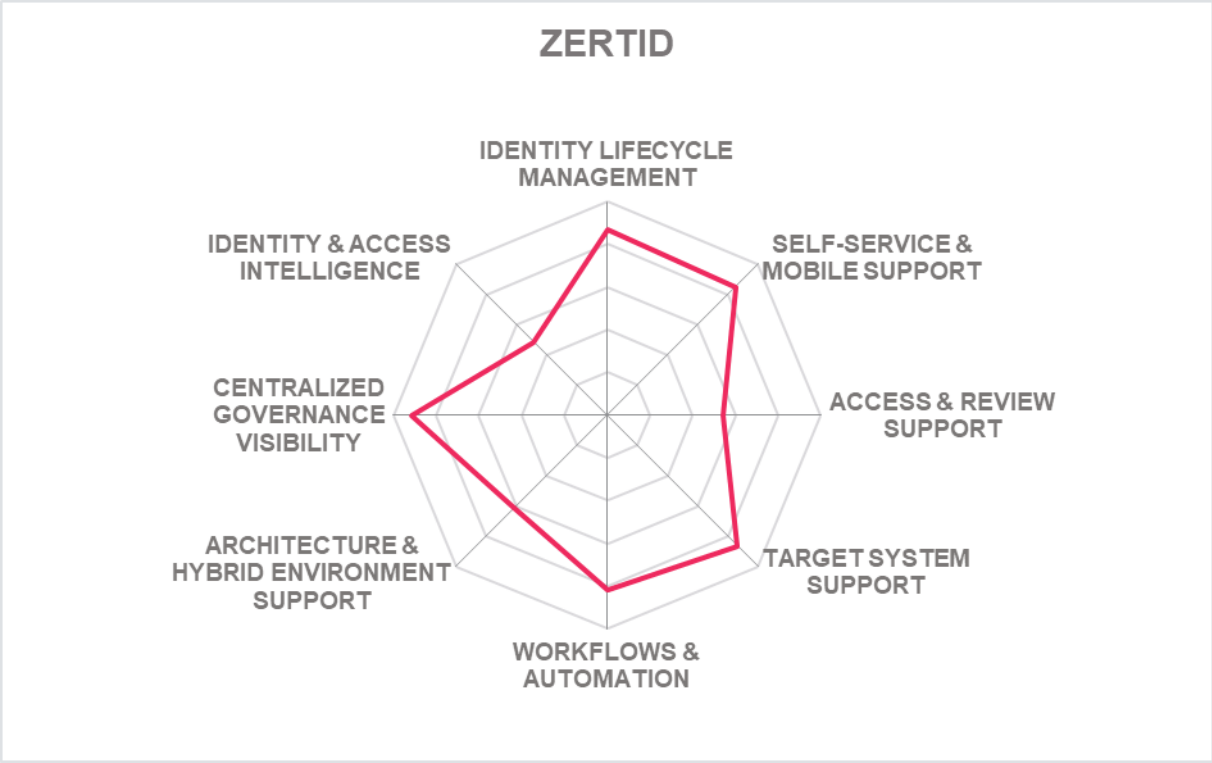 ZERTID
IDENTITY LIFECYCLE
MANAGEMENT
SELF-SERVICE &
MOBILE SUPPORT
ACCESS & REVIEW
SUPPORT
TARGET SYSTEM
SUPPORT
WORKFLOWS &
AUTOMATION
ARCHITECTURE &
HYBRID ENVIRONMENT
SUPPORT
CENTRALIZED
GOVERNANCE
VISIBILITY
IDENTITY & ACCESS
INTELLIGENCE